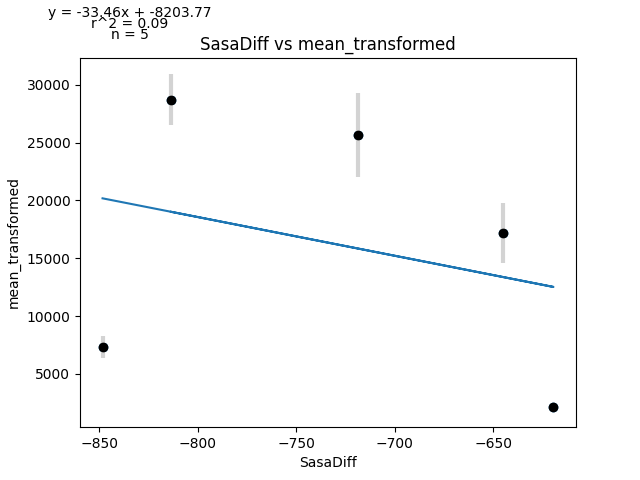 y = -33.46x + -8203.77
r^2 = 0.09
n = 5
SasaDiff vs mean_transformed
30000
25000
20000
15000
10000
5000
mean_transformed
−850
−800
−750
−700
−650
SasaDiff